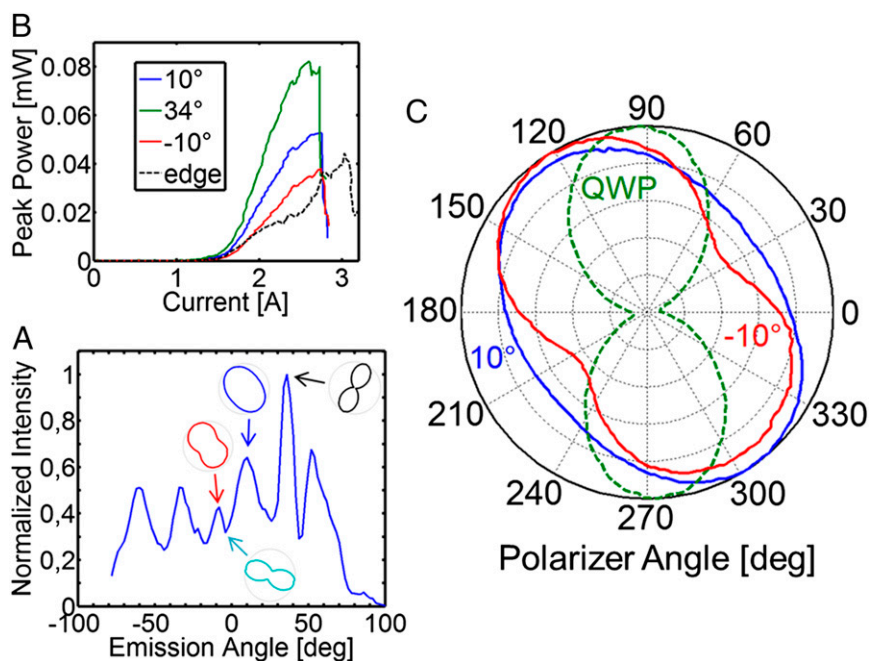 B
Peak Power [mW]
0.08
0.06
0.04
0.02
0
10°
34°
-10°
edge
0 1 2 3
Current [A]
A
Normalized Intensity
1
0,8
0,6
0,4
0,2
0
-100 -50 0 50 100
Emission Angle [deg]
C
90
120 60
QWP
150 30
180 0
10° -10°
210 330
240 300
270
Polarizer Angle [deg]